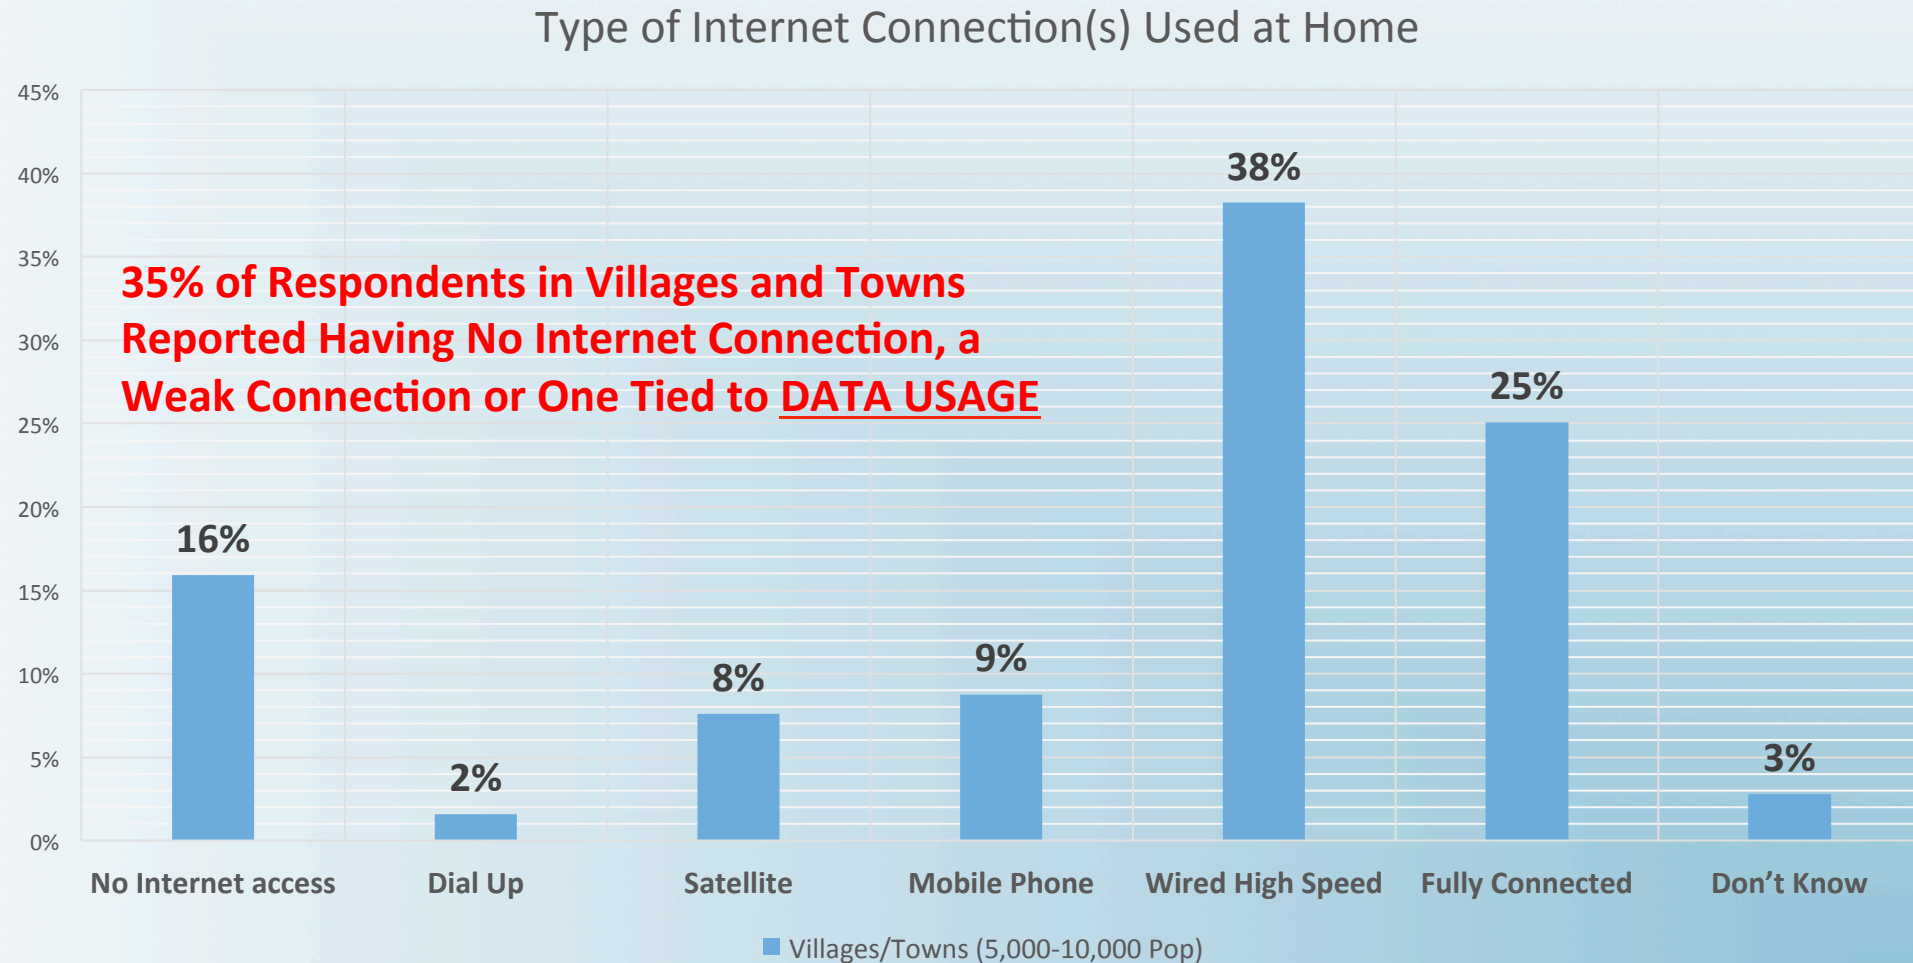 Type of Internet Connection(s) Used at Home
45%
40%
35%
30%
25%
20%
15%
10%
5%
0%
35% of Respondents in Villages and Towns
Reported Having No Internet Connection, a
Weak Connection or One Tied to DATA USAGE
16%
2%
8%
9%
38%
25%
3%
No Internet access
Dial Up
Satellite
Mobile Phone
Wired High Speed
Fully Connected
Don’t Know
Villages/Towns (5,000-10,000 Pop)